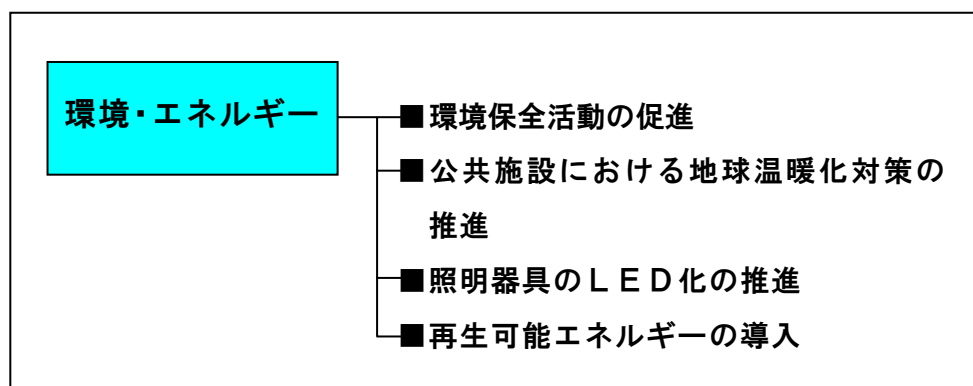 環境・エネルギー
■環境保全活動の促進
■公共施設における地球温暖化対策の
推進
■照明器具のＬＥＤ化の推進
■再生可能エネルギーの導入